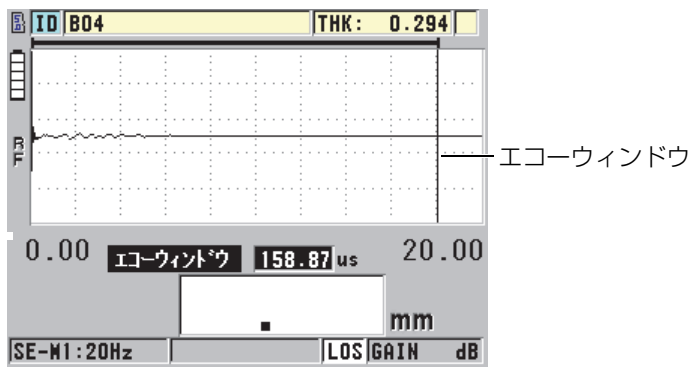 ID B04 THK: 0.294
RF
エコーウィンドウ
0.00 エコーウィンドウ 158.87 us 20.00
. mm
SE-M1:20Hz LOS GAIN dB